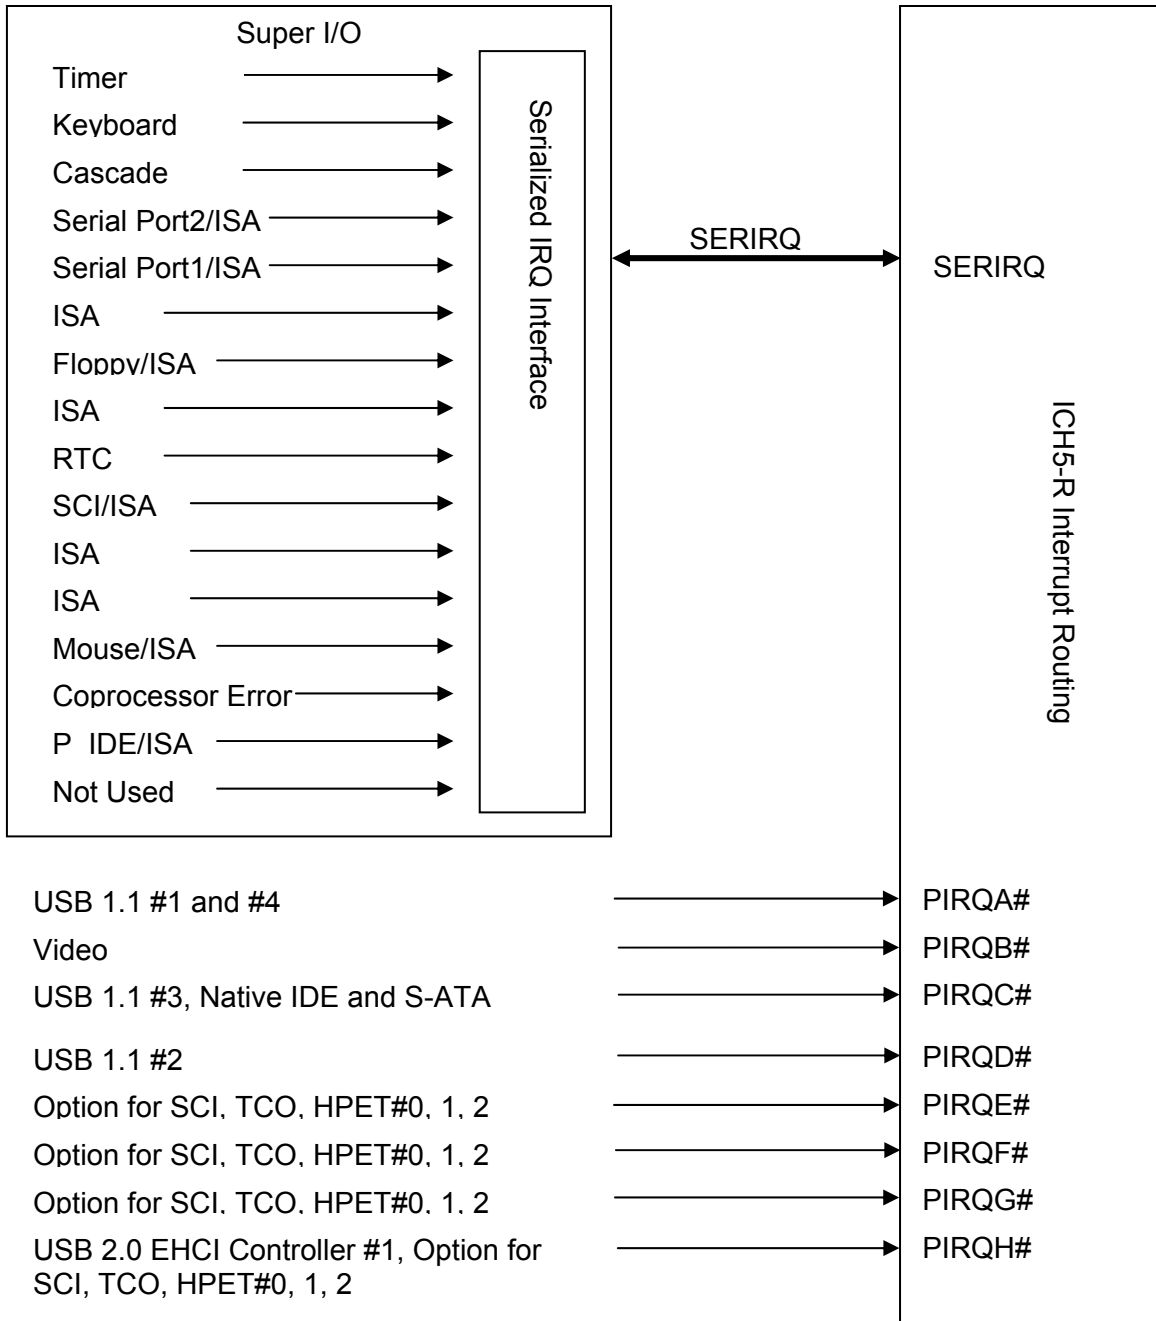 Super I/O
Timer
Keyboard
Cascade
Serial Port2/ISA
Serial Port1/ISA
ISA
Floppy/ISA
ISA
RTC
SCI/ISA
ISA
ISA
Mouse/ISA
Coprocessor Error
P IDE/ISA
Not Used
Serialized IRQ Interface
SERIRQ
SERIRQ
ICH5-R Interrupt Routing
USB 1.1 #1 and #4
PIRQA#
Video
PIRQB#
USB 1.1 #3, Native IDE and S-ATA
PIRQC#
USB 1.1 #2
PIRQD#
Option for SCI, TCO, HPET#0, 1, 2
PIRQE#
Option for SCI, TCO, HPET#0, 1, 2
PIRQF#
Option for SCI, TCO, HPET#0, 1, 2
PIRQG#
USB 2.0 EHCI Controller #1, Option for
SCI, TCO, HPET#0, 1, 2
PIRQH#